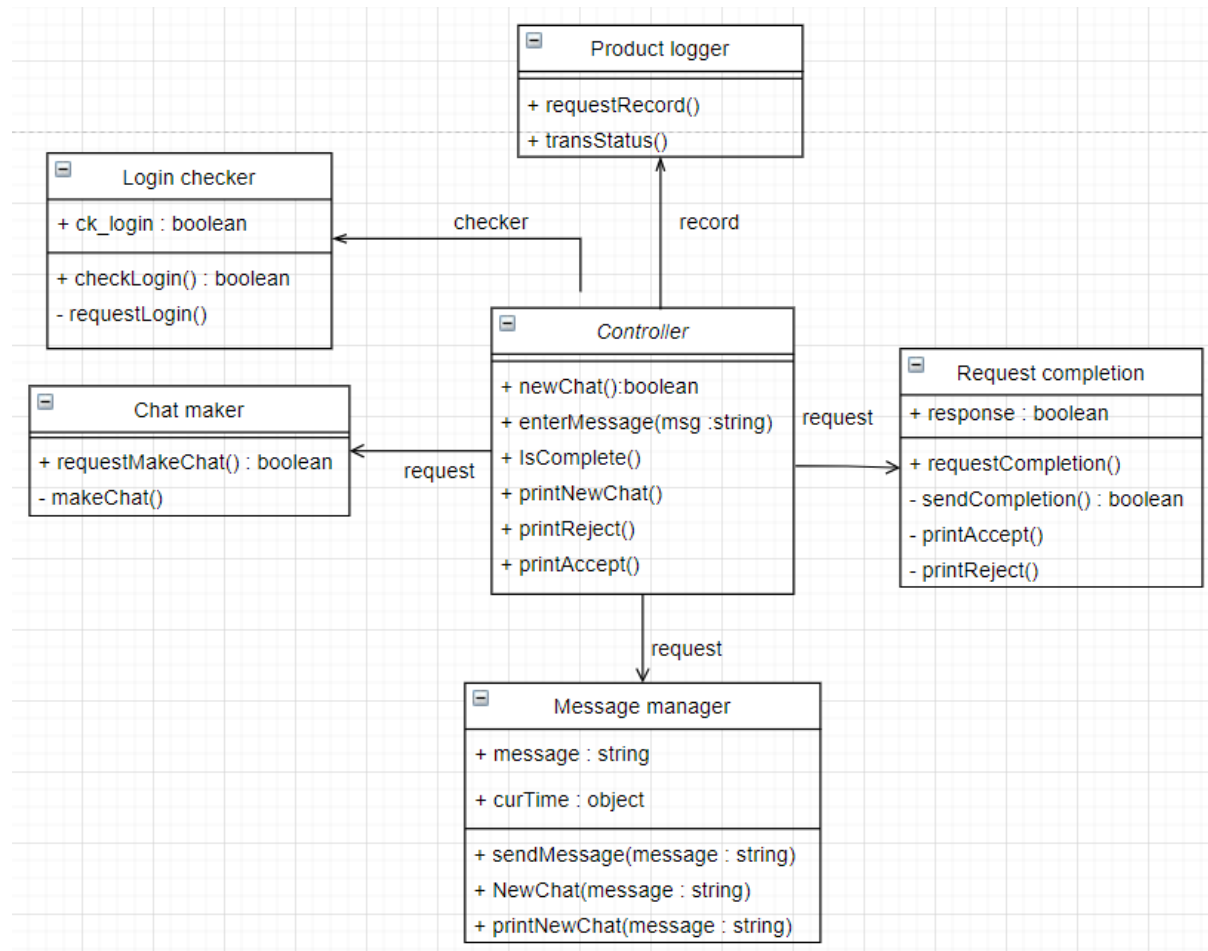 Product logger
+ requestRecord()
+ transStatus()
Login checker
+ ck_login : boolean
+ checkLogin() : boolean
- requestLogin()
checker
record
Controller
+ newChat():boolean
+ enterMessage(msg :string)
+ IsComplete()
+ printNewChat()
+ printReject()
+ printAccept()
Chat maker
+ requestMakeChat() : boolean
- makeChat()
request
request
Request completion
+ response : boolean
+ requestCompletion()
- sendCompletion() : boolean
- printAccept()
- printReject()
request
Message manager
+ message : string
+ curTime : object
+ sendMessage(message : string)
+ NewChat(message : string)
+ printNewChat(message : string)